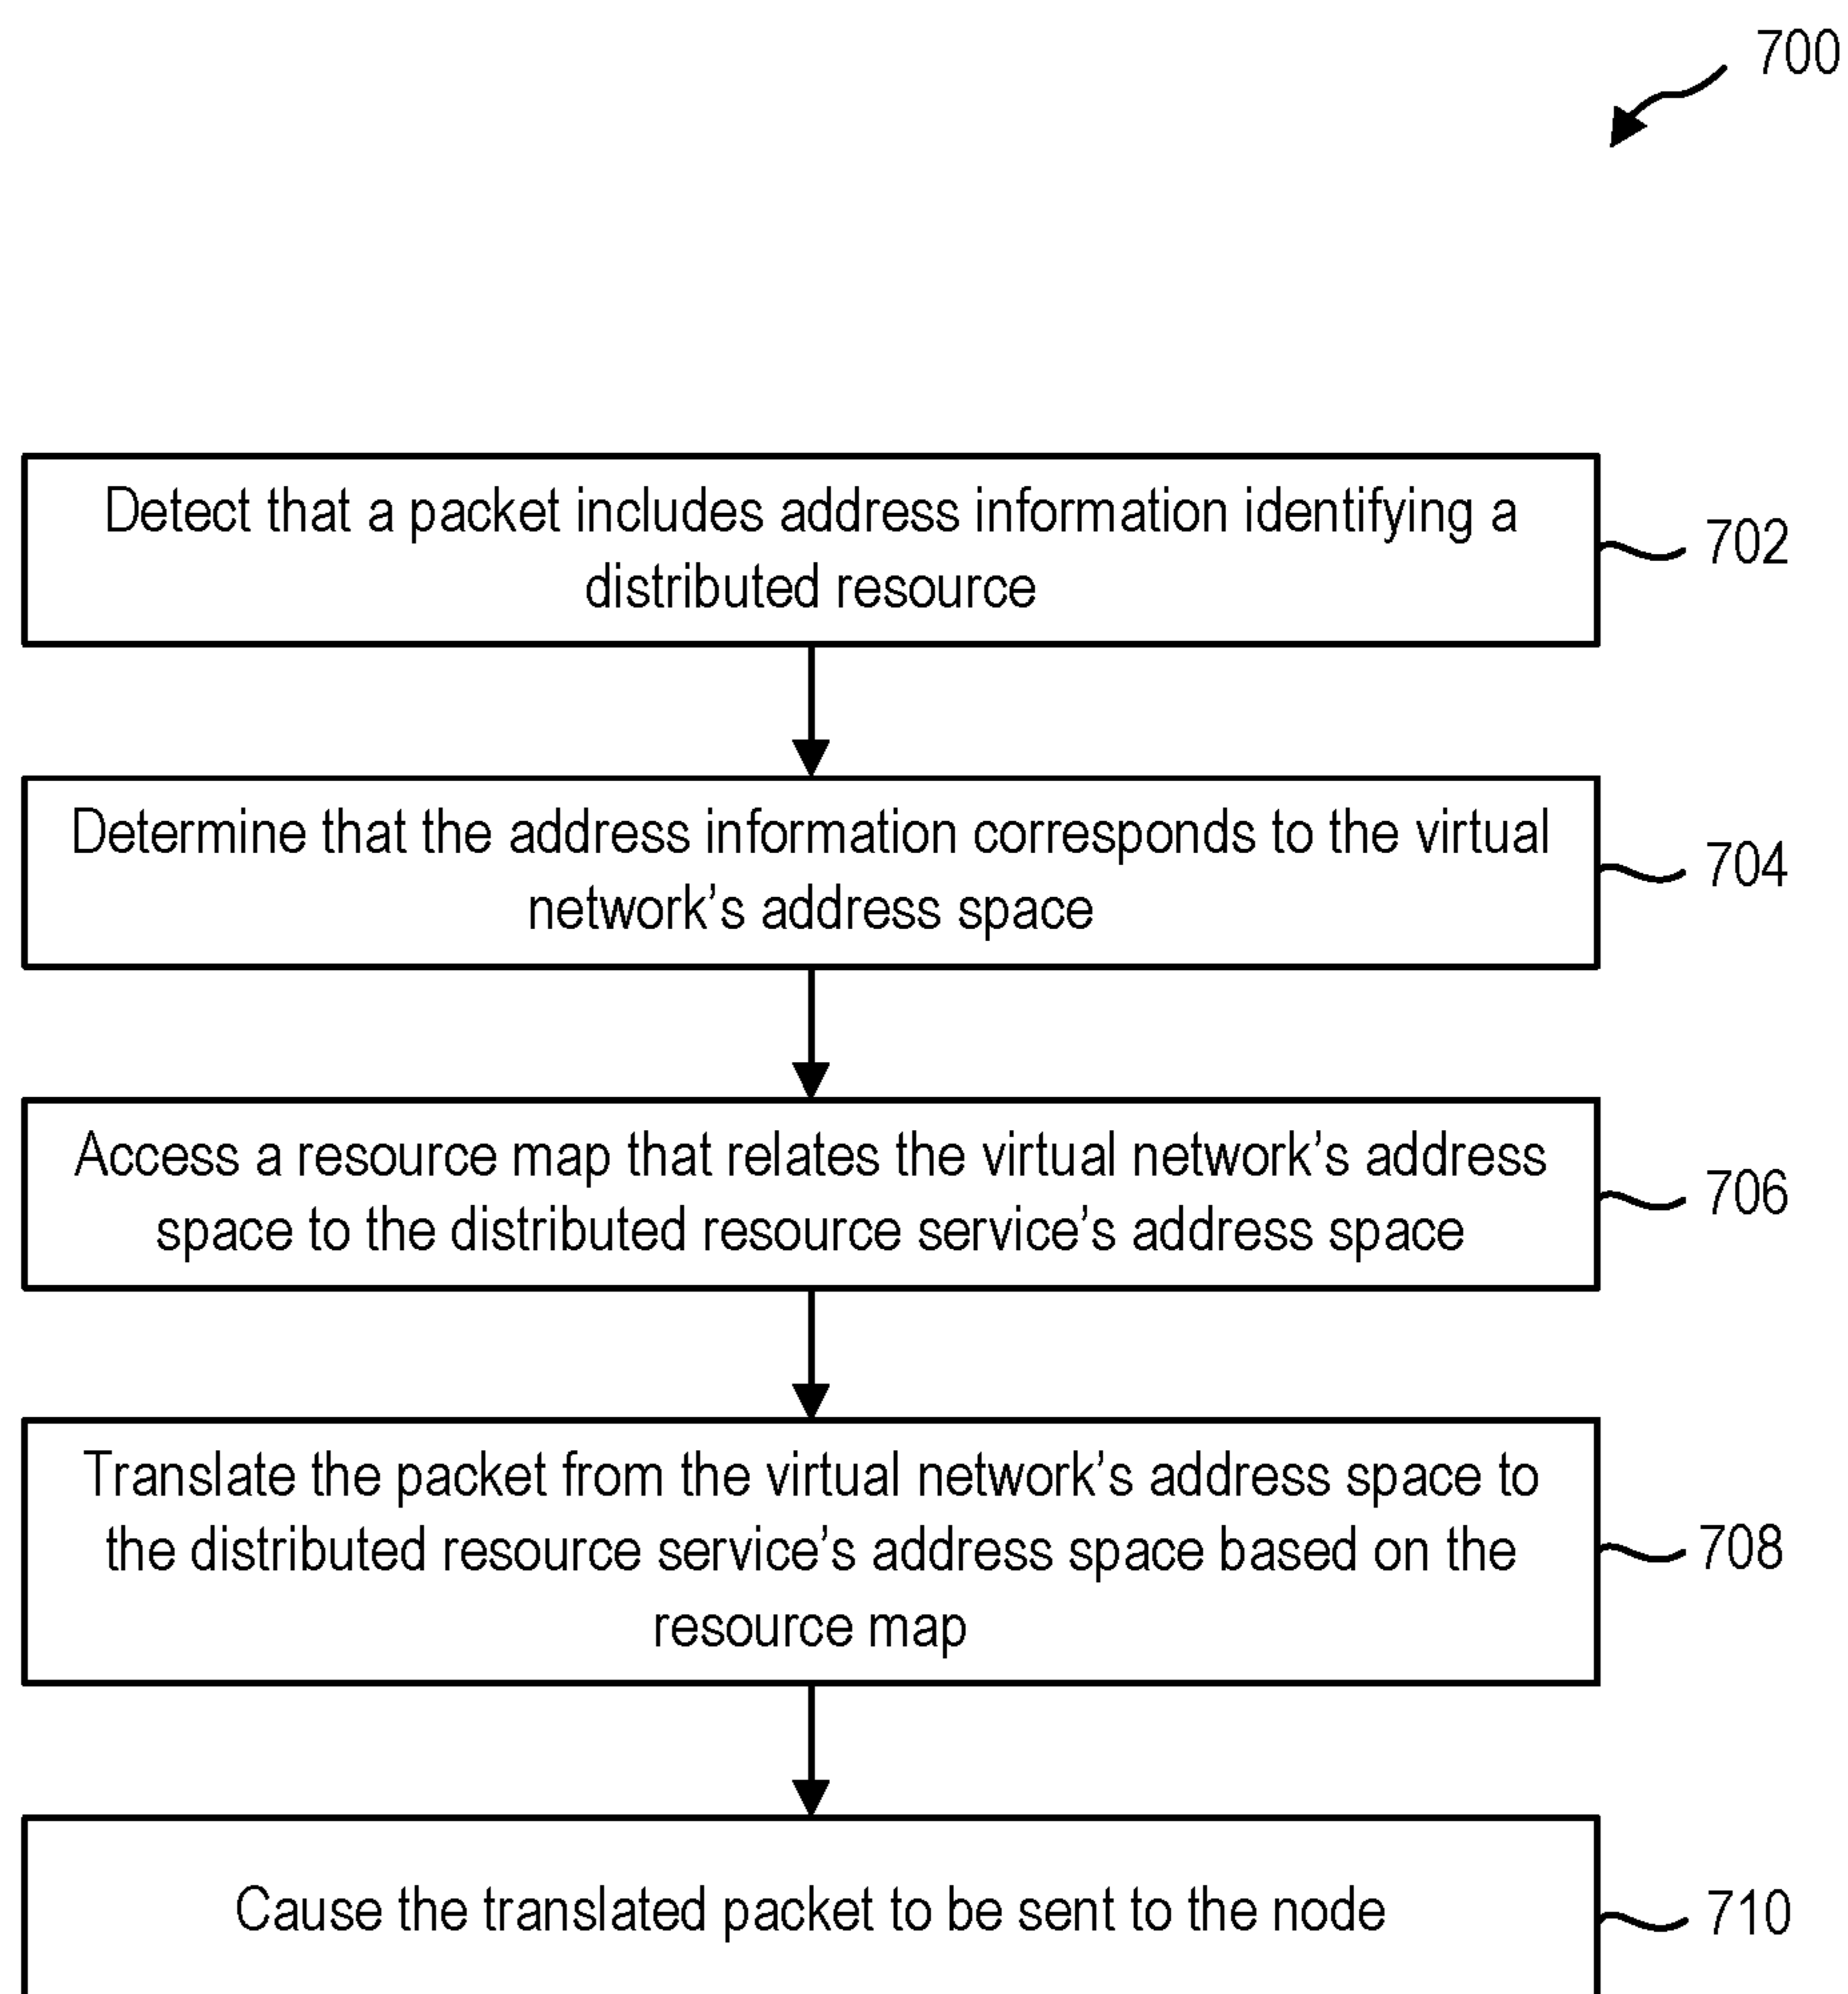 700
Detect that a packet includes address information identifying a
distributed resource
702
Determine that the address information corresponds to the virtual
network's address space
704
Access a resource map that relates the virtual network's address
space to the distributed resource service's address space
706
Translate the packet from the virtual network's address space to
the distributed resource service's address space based on the
resource map
708
Cause the translated packet to be sent to the node
710